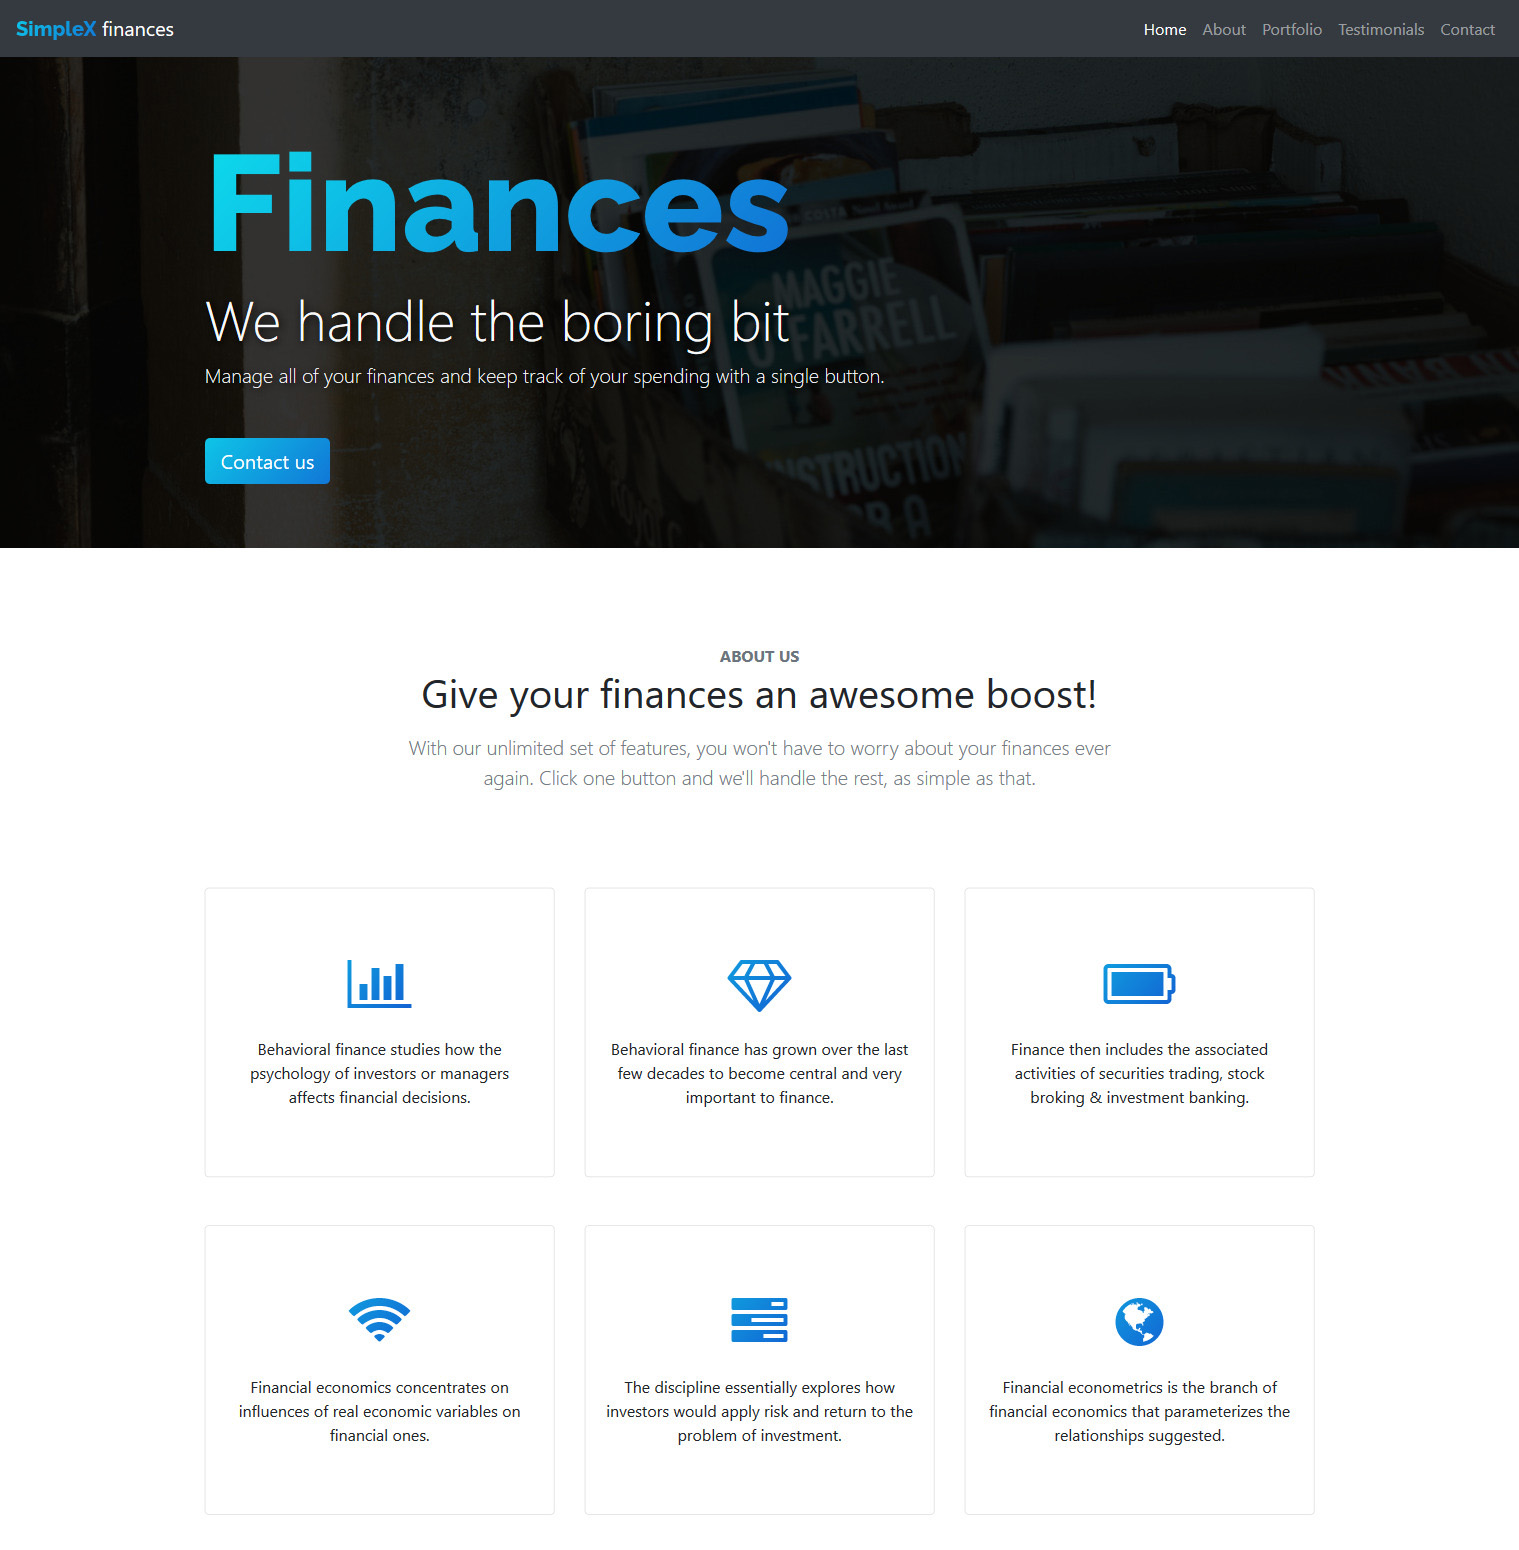 SimpleX finances
Home About Portfolio Testimonials Contact
Finances
We handle the boring bit
Manage all of your finances and keep track of your spending with a single button.
Contact us
COSTA
MAGGIE
O'FARRELL
INSTRUCTION
FOR A
ABOUT US
Give your finances an awesome boost!
With our unlimited set of features, you won't have to worry about your finances ever
again. Click one button and we'll handle the rest, as simple as that.
Behavioral finance studies how the
psychology of investors or managers
affects financial decisions.
Behavioral finance has grown over the last
few decades to become central and very
important to finance.
Finance then includes the associated
activities of securities trading, stock
broking & investment banking.
Financial economics concentrates on
influences of real economic variables on
financial ones.
The discipline essentially explores how
investors would apply risk and return to the
problem of investment.
Financial econometrics is the branch of
financial economics that parameterizes the
relationships suggested.